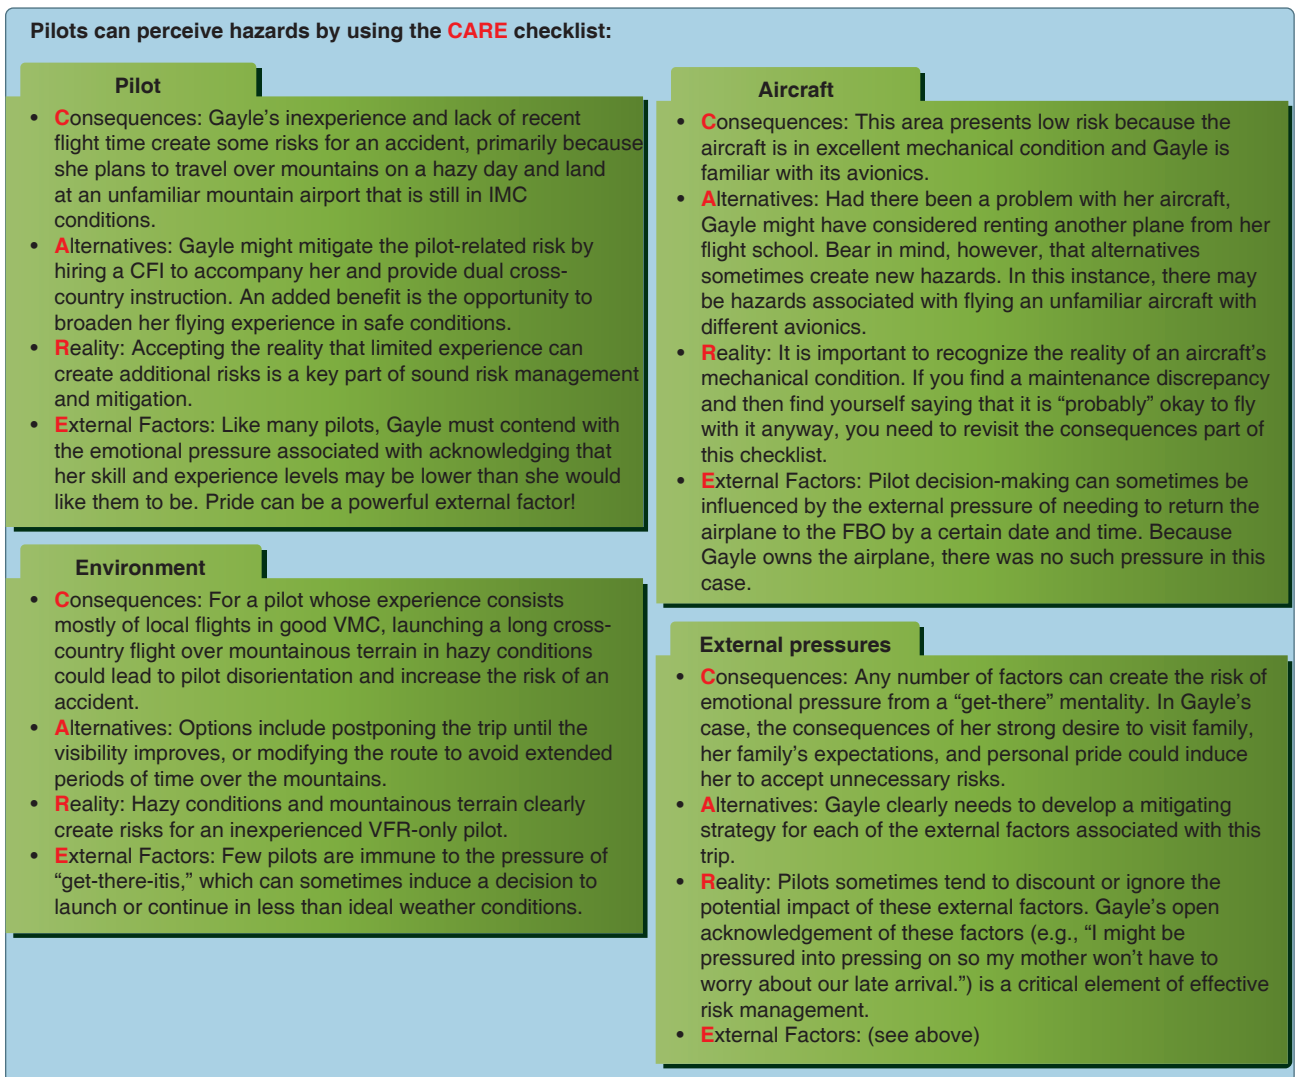 Pilots can perceive hazards by using the CARE checklist:
Pilot
• Consequences: Gayle’s inexperience and lack of recent
flight time create some risks for an accident, primarily because
she plans to travel over mountains on a hazy day and land
at an unfamiliar mountain airport that is still in IMC
conditions.
• Alternatives: Gayle might mitigate the pilot-related risk by
hiring a CFI to accompany her and provide dual cross-
country instruction. An added benefit is the opportunity to
broaden her flying experience in safe conditions.
• Reality: Accepting the reality that limited experience can
create additional risks is a key part of sound risk management
and mitigation.
• External Factors: Like many pilots, Gayle must contend with
the emotional pressure associated with acknowledging that
her skill and experience levels may be lower than she would
like them to be. Pride can be a powerful external factor!
Environment
• Consequences: For a pilot whose experience consists
mostly of local flights in good VMC, launching a long cross-
country flight over mountainous terrain in hazy conditions
could lead to pilot disorientation and increase the risk of an
accident.
• Alternatives: Options include postponing the trip until the
visibility improves, or modifying the route to avoid extended
periods of time over the mountains.
• Reality: Hazy conditions and mountainous terrain clearly
create risks for an inexperienced VFR-only pilot.
• External Factors: Few pilots are immune to the pressure of
“get-there-itis,” which can sometimes induce a decision to
launch or continue in less than ideal weather conditions.
Aircraft
• Consequences: This area presents low risk because the
aircraft is in excellent mechanical condition and Gayle is
familiar with its avionics.
• Alternatives: Had there been a problem with her aircraft,
Gayle might have considered renting another plane from her
flight school. Bear in mind, however, that alternatives
sometimes create new hazards. In this instance, there may
be hazards associated with flying an unfamiliar aircraft with
different avionics.
• Reality: It is important to recognize the reality of an aircraft’s
mechanical condition. If you find a maintenance discrepancy
and then find yourself saying that it is “probably” okay to fly
with it anyway, you need to revisit the consequences part of
this checklist.
• External Factors: Pilot decision-making can sometimes be
influenced by the external pressure of needing to return the
airplane to the FBO by a certain date and time. Because
Gayle owns the airplane, there was no such pressure in this
case.
External pressures
• Consequences: Any number of factors can create the risk of
emotional pressure from a “get-there” mentality. In Gayle’s
case, the consequences of her strong desire to visit family,
her family’s expectations, and personal pride could induce
her to accept unnecessary risks.
• Alternatives: Gayle clearly needs to develop a mitigating
strategy for each of the external factors associated with this
trip.
• Reality: Pilots sometimes tend to discount or ignore the
potential impact of these external factors. Gayle’s open
acknowledgement of these factors (e.g., “I might be
pressured into pressing on so my mother won’t have to
worry about our late arrival.”) is a critical element of effective
risk management.
• External Factors: (see above)